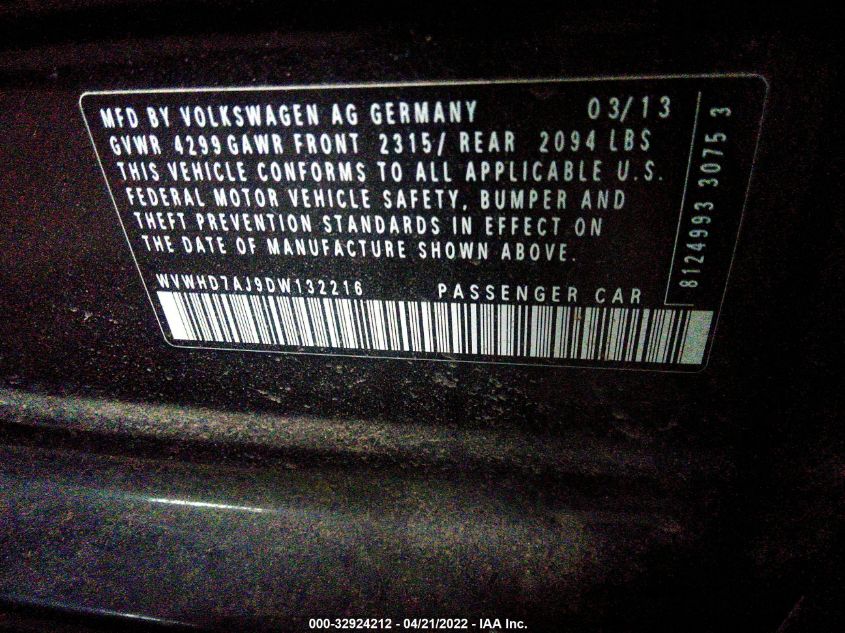 MFD BY VOLKSWAGEN AG GERMANY 03/13
GVWR 4299 GAWR FRONT 2315/ REAR 2094 LBS
THIS VEHICLE CONFORMS TO ALL APPLICABLE U.S.
FEDERAL MOTOR VEHICLE SAFETY, BUMPER AND
THEFT PREVENTION STANDARDS IN EFFECT ON
THE DATE OF MANUFACTURE SHOWN ABOVE.
WVWHD7AJ9DW132216 PASSENGER CAR
8124993 3075 3
000-32924212 - 04/21/2022 - IAA Inc.